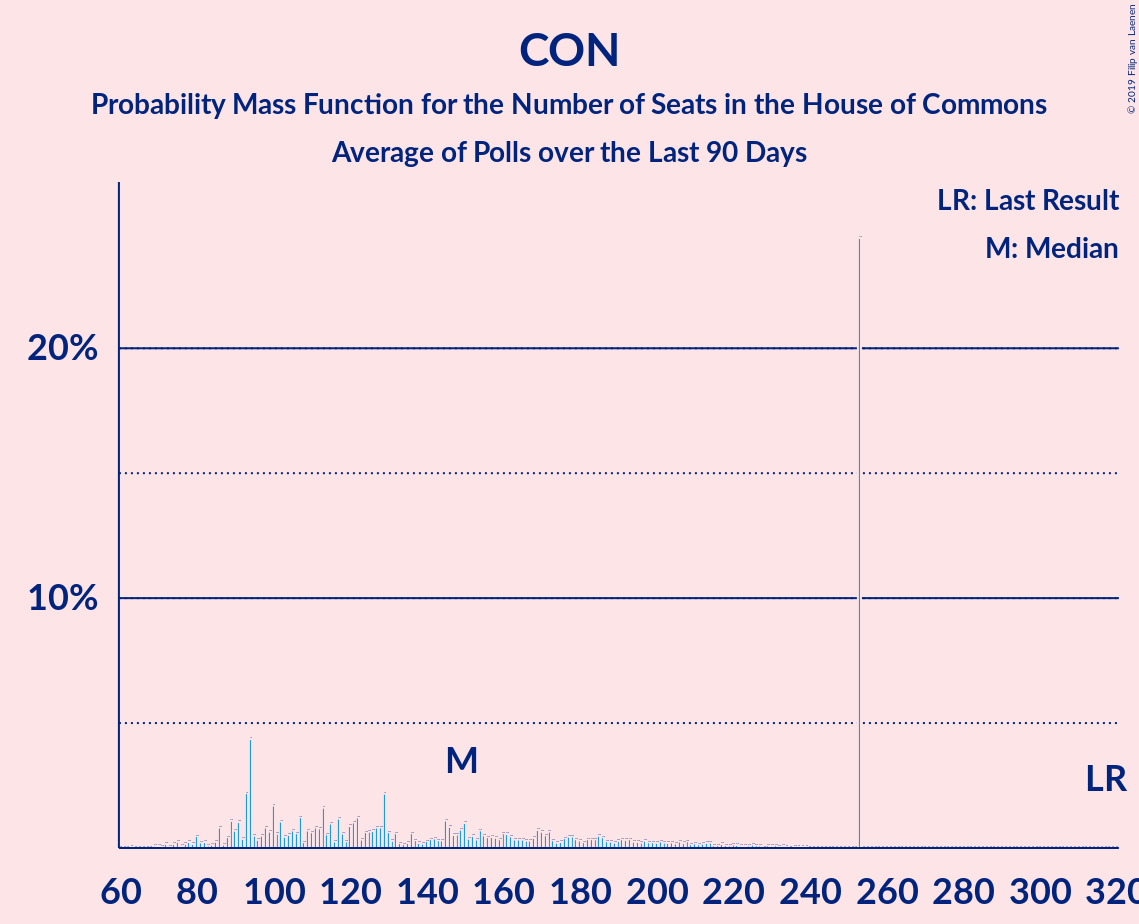 © 2019 Filip van Laenen
CON
Probability Mass Function for the Number of Seats in the House of Commons
Average of Polls over the Last 90 Days
LR: Last Result
M: Median
20%
10%
M
LR
60 80 100 120 140 160 180 200 220 240 260 280 300 320